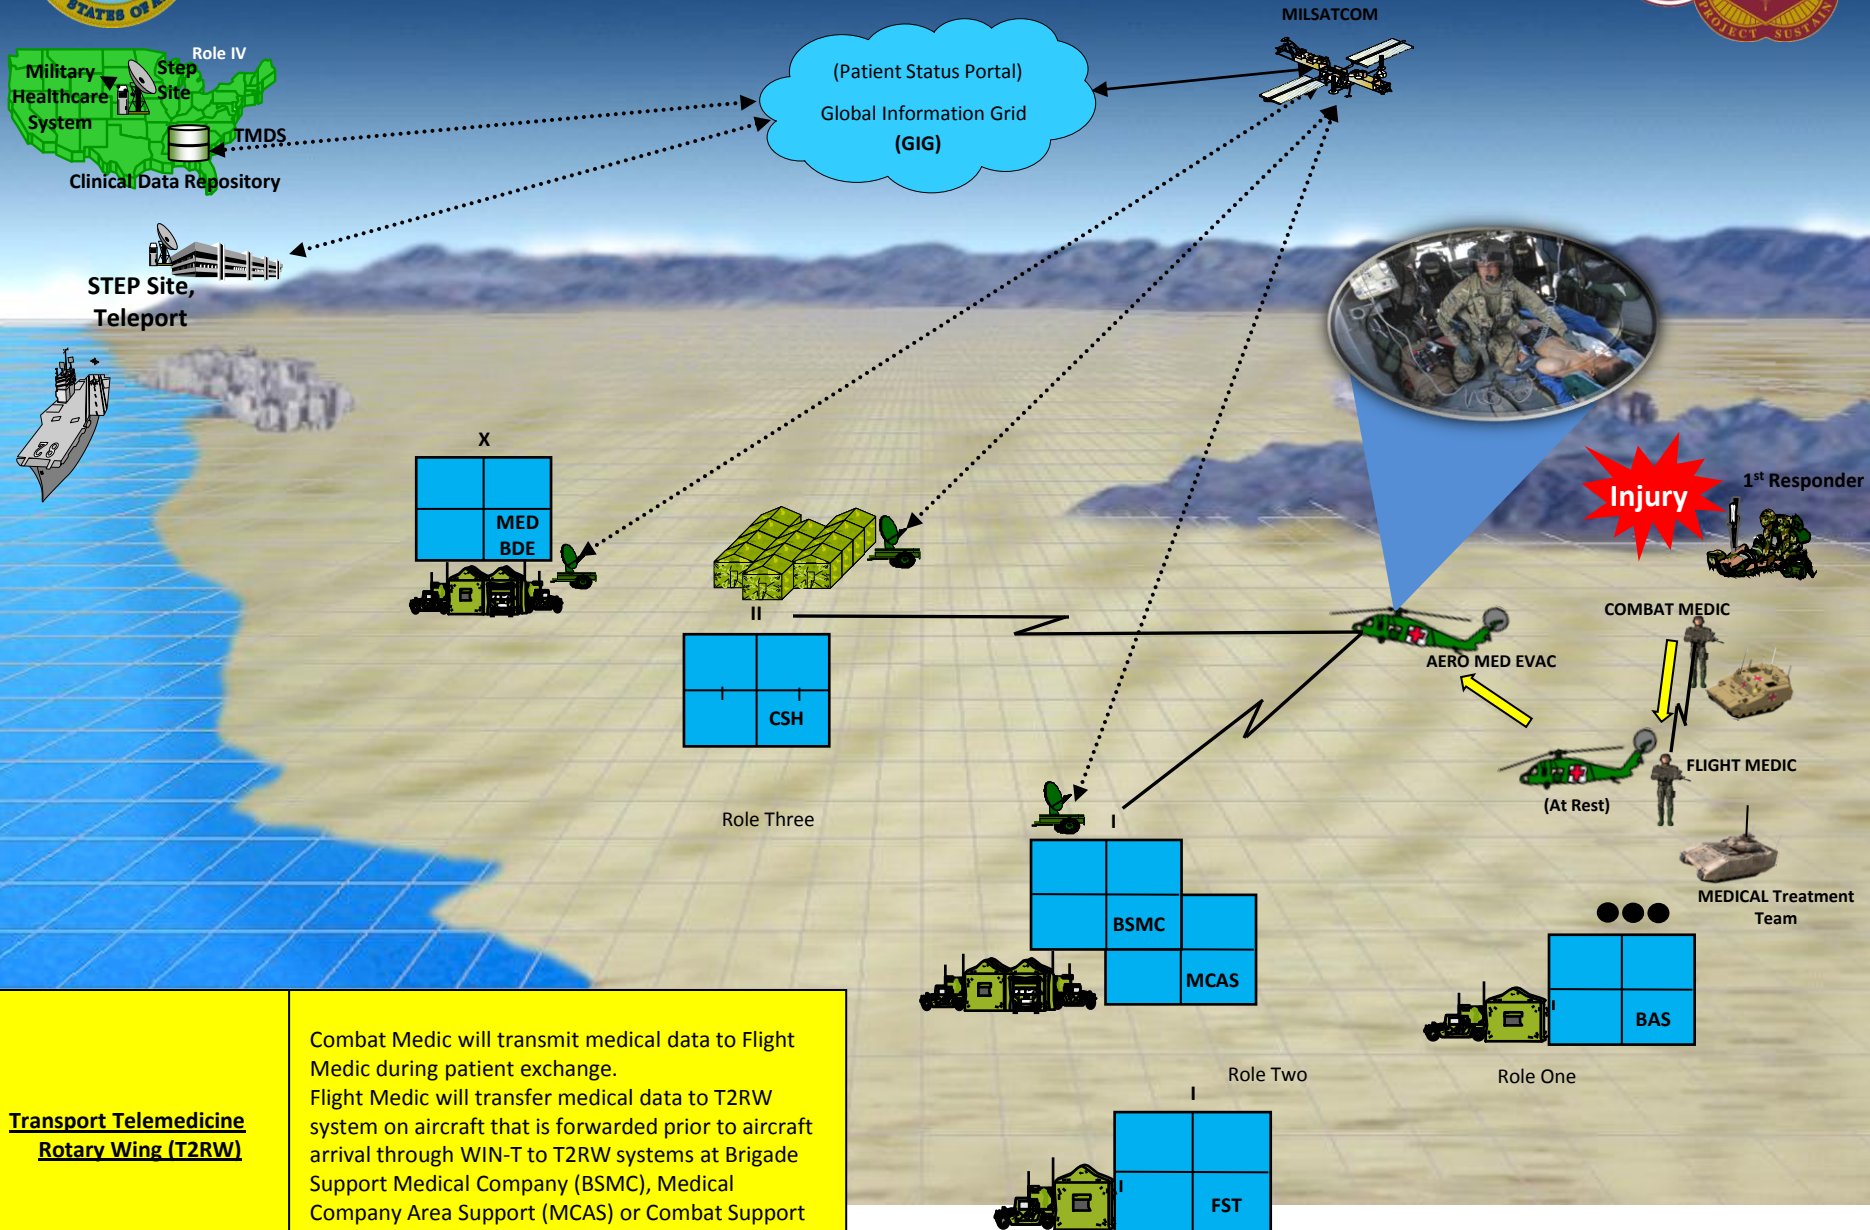 STATES OF A
PROJECT SUSTAIN
MILSATCOM
Role IV
Military
Healthcare
System
Step
Site
TMDS
Clinical Data Repository
(Patient Status Portal)
Global Information Grid
(GIG)
STEP Site,
Teleport
X
MED
BDE
II
CSH
Role Three
Injury
1st Responder
COMBAT MEDIC
AERO MED EVAC
FLIGHT MEDIC
(At Rest)
MEDICAL Treatment
Team
I
BSMC
MCAS
BAS
Role Two
Role One
I
FST
Transport Telemedicine
Rotary Wing (T2RW)
Combat Medic will transmit medical data to Flight
Medic during patient exchange.
Flight Medic will transfer medical data to T2RW
system on aircraft that is forwarded prior to aircraft
arrival through WIN-T to T2RW systems at Brigade
Support Medical Company (BSMC), Medical
Company Area Support (MCAS) or Combat Support